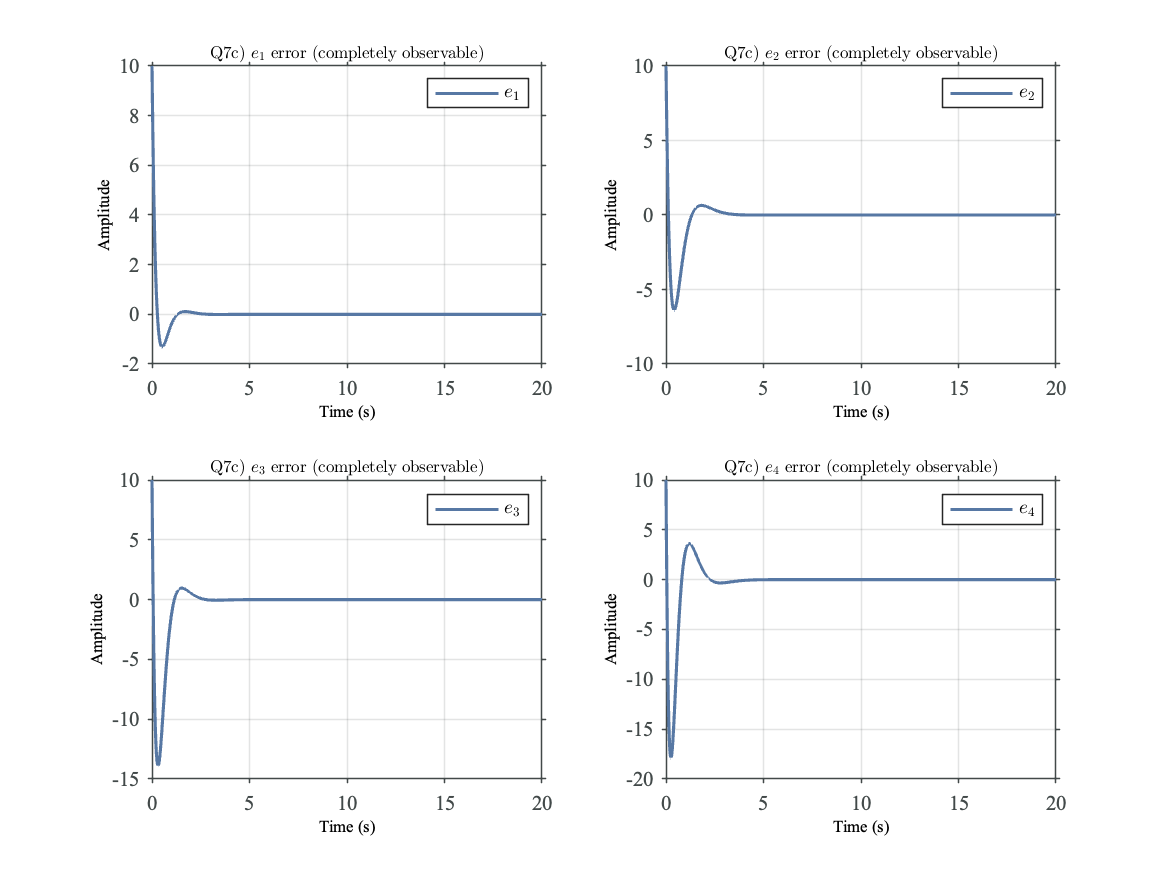 Q7c) e₁ error (completely observable)
10
8
6
4
2
0
-2
Amplitude
e₁
0 5 10 15 20
Time (s)
Q7c) e₂ error (completely observable)
10
5
0
-5
-10
Amplitude
e₂
0 5 10 15 20
Time (s)
Q7c) e₃ error (completely observable)
10
5
0
-5
-10
-15
Amplitude
e₃
0 5 10 15 20
Time (s)
Q7c) e₄ error (completely observable)
10
5
0
-5
-10
-15
-20
Amplitude
e₄
0 5 10 15 20
Time (s)